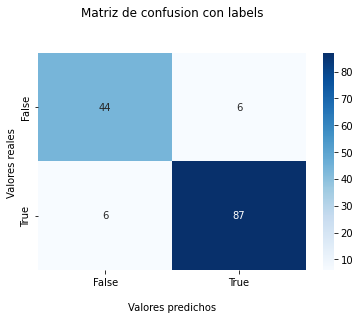 Matriz de confusion con labels
Valores reales
False
44
6
True
6
87
False
True
Valores predichos
80
70
60
50
40
30
20
10